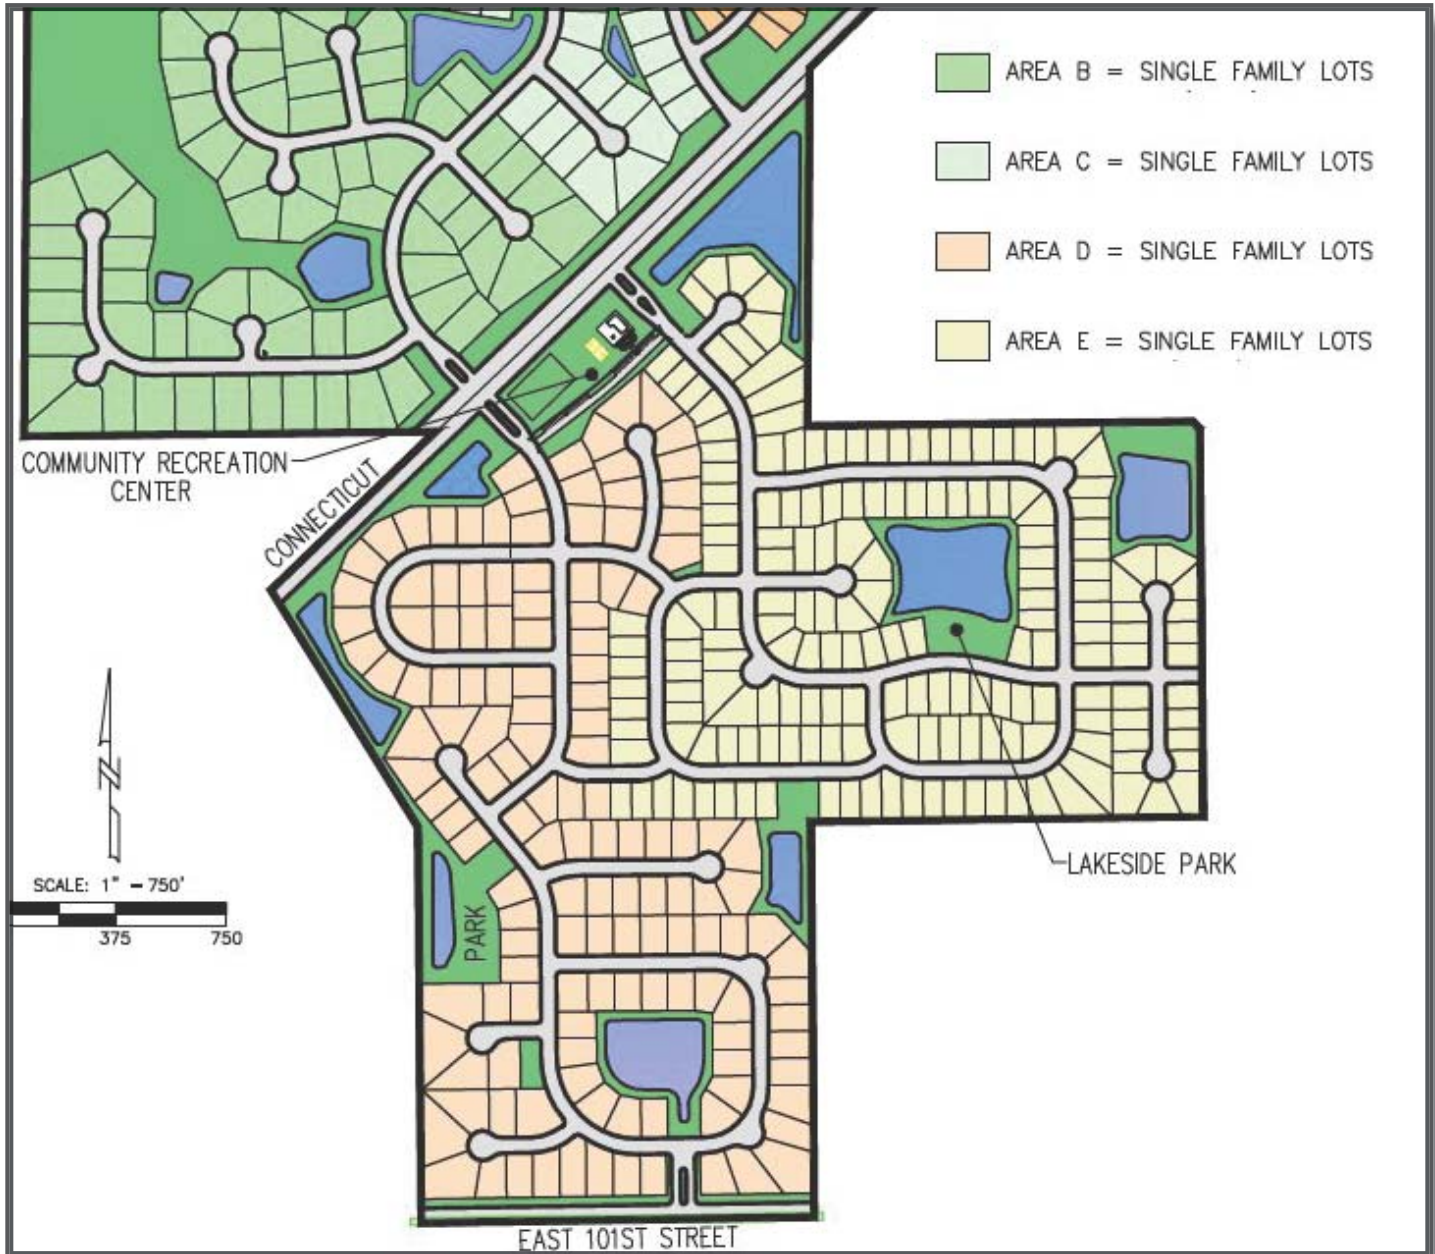 AREA B = SINGLE FAMILY LOTS
AREA C = SINGLE FAMILY LOTS
AREA D = SINGLE FAMILY LOTS
AREA E = SINGLE FAMILY LOTS
COMMUNITY RECREATION
CENTER
CONNECTICUT
N
LAKESIDE PARK
SCALE: 1" - 750'
375 750
PARK
EAST 101ST STREET